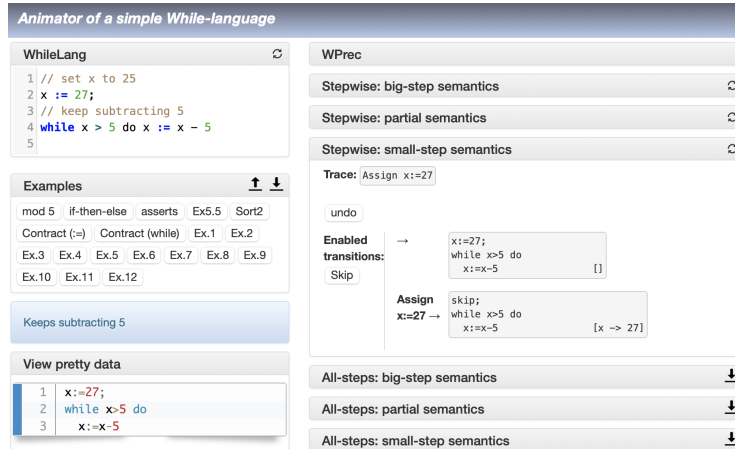 Animator of a simple While-language
WhileLang
1 // set x to 25
2 x := 27;
3 // keep subtracting 5
4 while x > 5 do x := x - 5
5
Examples
mod 5 if-then-else asserts Ex5.5 Sort2
Contract (:=) Contract (while) Ex.1 Ex.2
Ex.3 Ex.4 Ex.5 Ex.6 Ex.7 Ex.8 Ex.9
Ex.10 Ex.11 Ex.12
Keeps subtracting 5
View pretty data
1 x:=27;
2 while x>5 do
3 x:=x-5
WPrec
Stepwise: big-step semantics
Stepwise: partial semantics
Stepwise: small-step semantics
Trace: Assign x:=27
undo
Enabled
transitions:
Skip
→
x:=27;
while x>5 do
x:=x-5 []
Assign
x:=27 →
skip;
while x>5 do
x:=x-5 [x -> 27]
All-steps: big-step semantics
All-steps: partial semantics
All-steps: small-step semantics